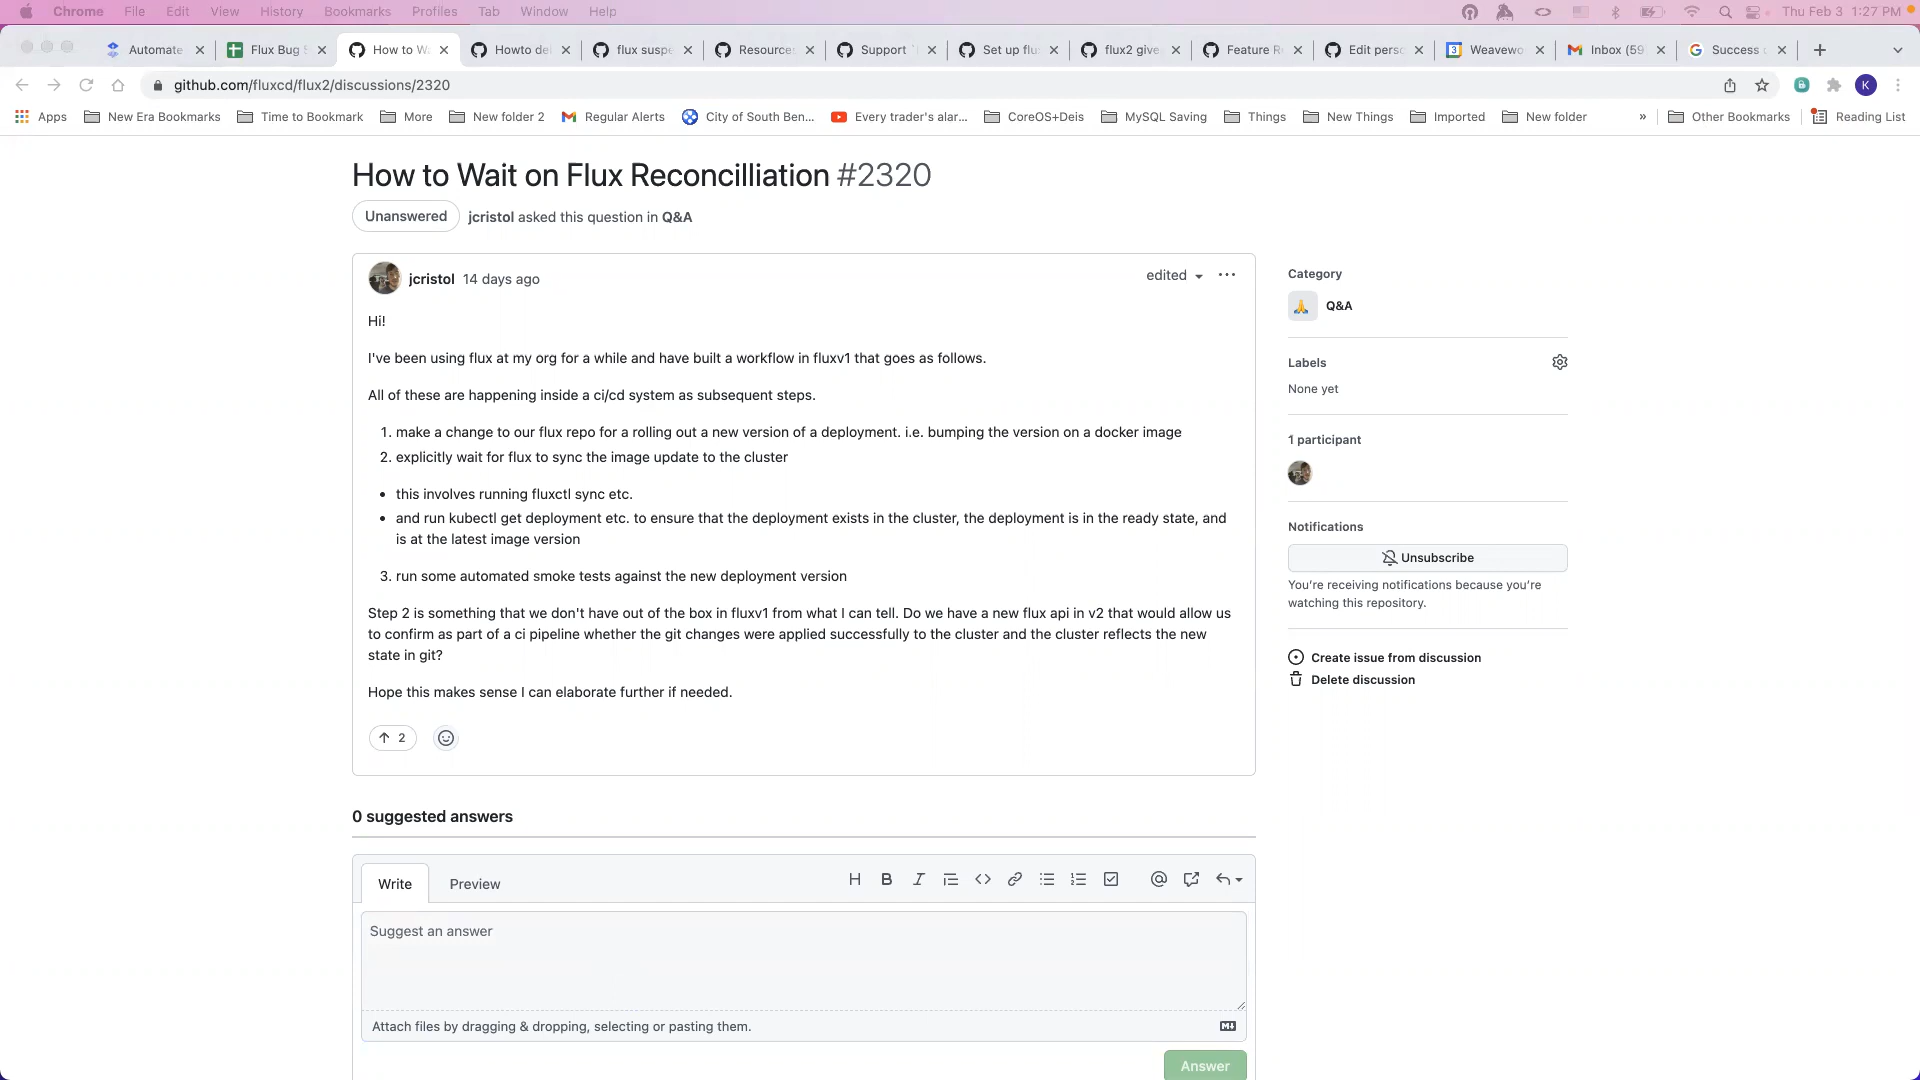 Chrome File Edit View History Bookmarks Profiles Tab Window Help Thu Feb 3 1:27 PM
Automate Flux Bug How to W Howto de flux suspe Resource Support Set up flu flux2 give Feature R Edit perso Weavewo Inbox (59 Success
github.com/fluxcd/flux2/discussions/2320 K
Apps New Era Bookmarks Time to Bookmark More New folder 2 Regular Alerts City of South Ben... Every trader's alar... CoreOS+Deis MySQL Saving Things New Things Imported New folder » Other Bookmarks Reading List
How to Wait on Flux Reconcilliation #2320
Unanswered jcristol asked this question in Q&A
jcristol 14 days ago edited
Hi!
I've been using flux at my org for a while and have built a workflow in fluxv1 that goes as follows.
All of these are happening inside a ci/cd system as subsequent steps.
1. make a change to our flux repo for a rolling out a new version of a deployment. i.e. bumping the version on a docker image
2. explicitly wait for flux to sync the image update to the cluster
• this involves running fluxctl sync etc.
• and run kubectl get deployment etc. to ensure that the deployment exists in the cluster, the deployment is in the ready state, and
is at the latest image version
3. run some automated smoke tests against the new deployment version
Step 2 is something that we don't have out of the box in fluxv1 from what I can tell. Do we have a new flux api in v2 that would allow us
to confirm as part of a ci pipeline whether the git changes were applied successfully to the cluster and the cluster reflects the new
state in git?
Hope this makes sense I can elaborate further if needed.
2
Category
Q&A
Labels
None yet
1 participant
Notifications
Unsubscribe
You're receiving notifications because you're
watching this repository.
Create issue from discussion
Delete discussion
0 suggested answers
Write Preview
Suggest an answer
Attach files by dragging & dropping, selecting or pasting them.
Answer